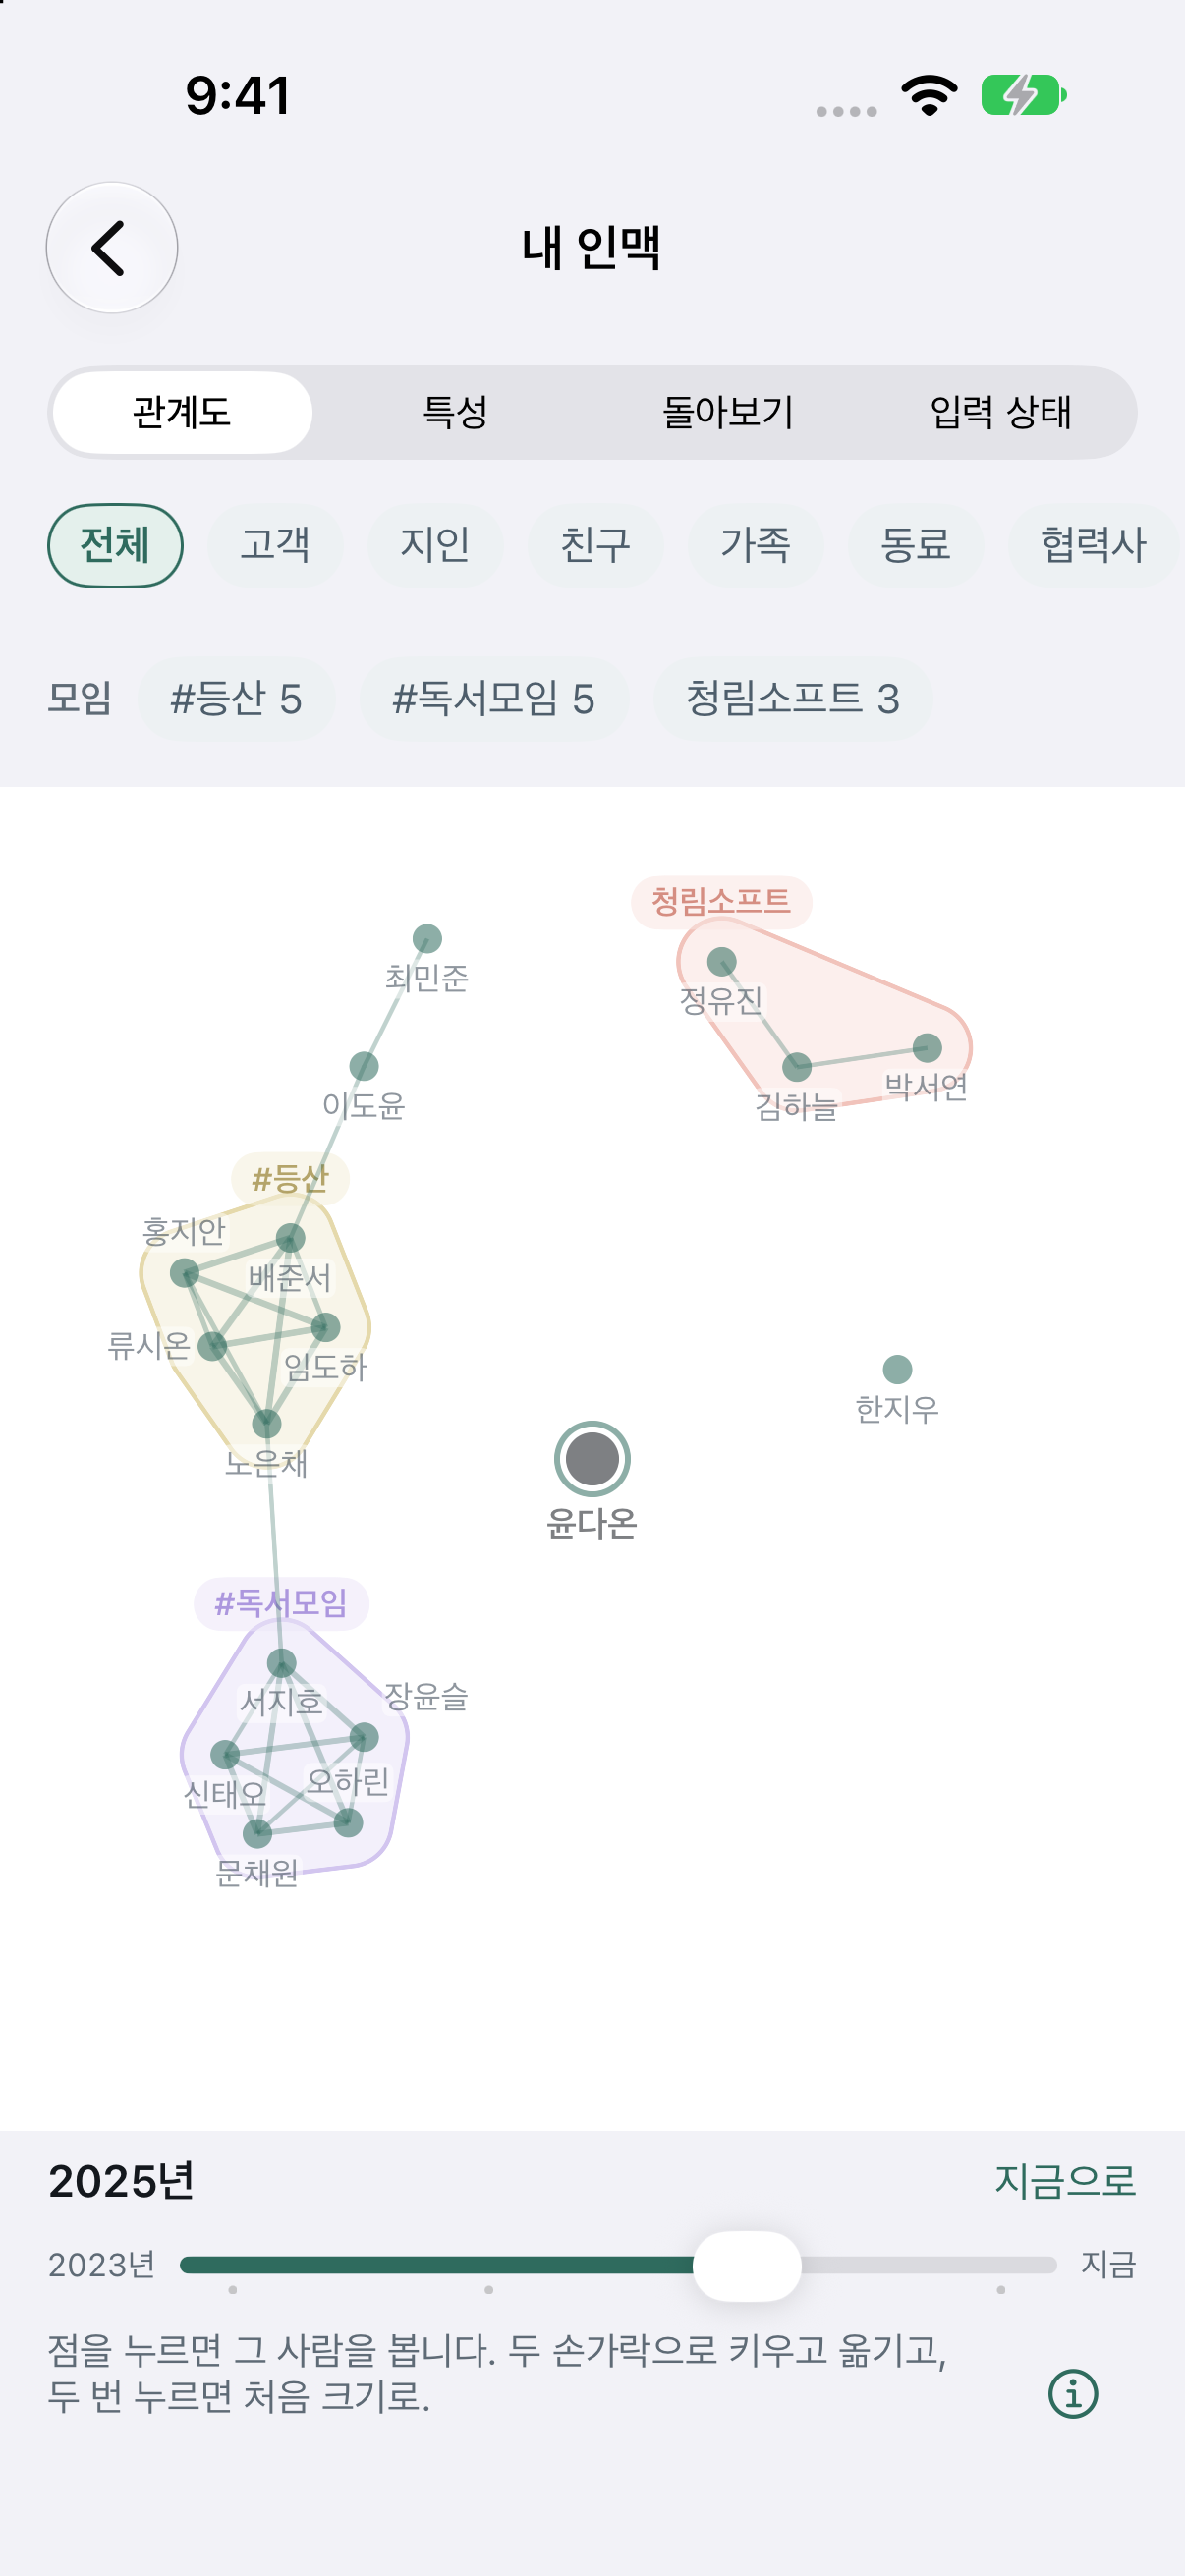 9:41
내 인맥
관계도 특성 돌아보기 입력 상태
전체 고객 지인 친구 가족 동료 협력사
모임 #등산 5 #독서모임 5 청림소프트 3
청림소프트
최민준
정유진
이도윤
김하늘
박서연
#등산
홍지안
배준서
류시온
임도하
한지우
노은채
윤다온
#독서모임
서지호
장윤슬
신태오
오하린
문채원
2025년 지금으로
2023년 지금
점을 누르면 그 사람을 봅니다. 두 손가락으로 키우고 옮기고,
두 번 누르면 처음 크기로.